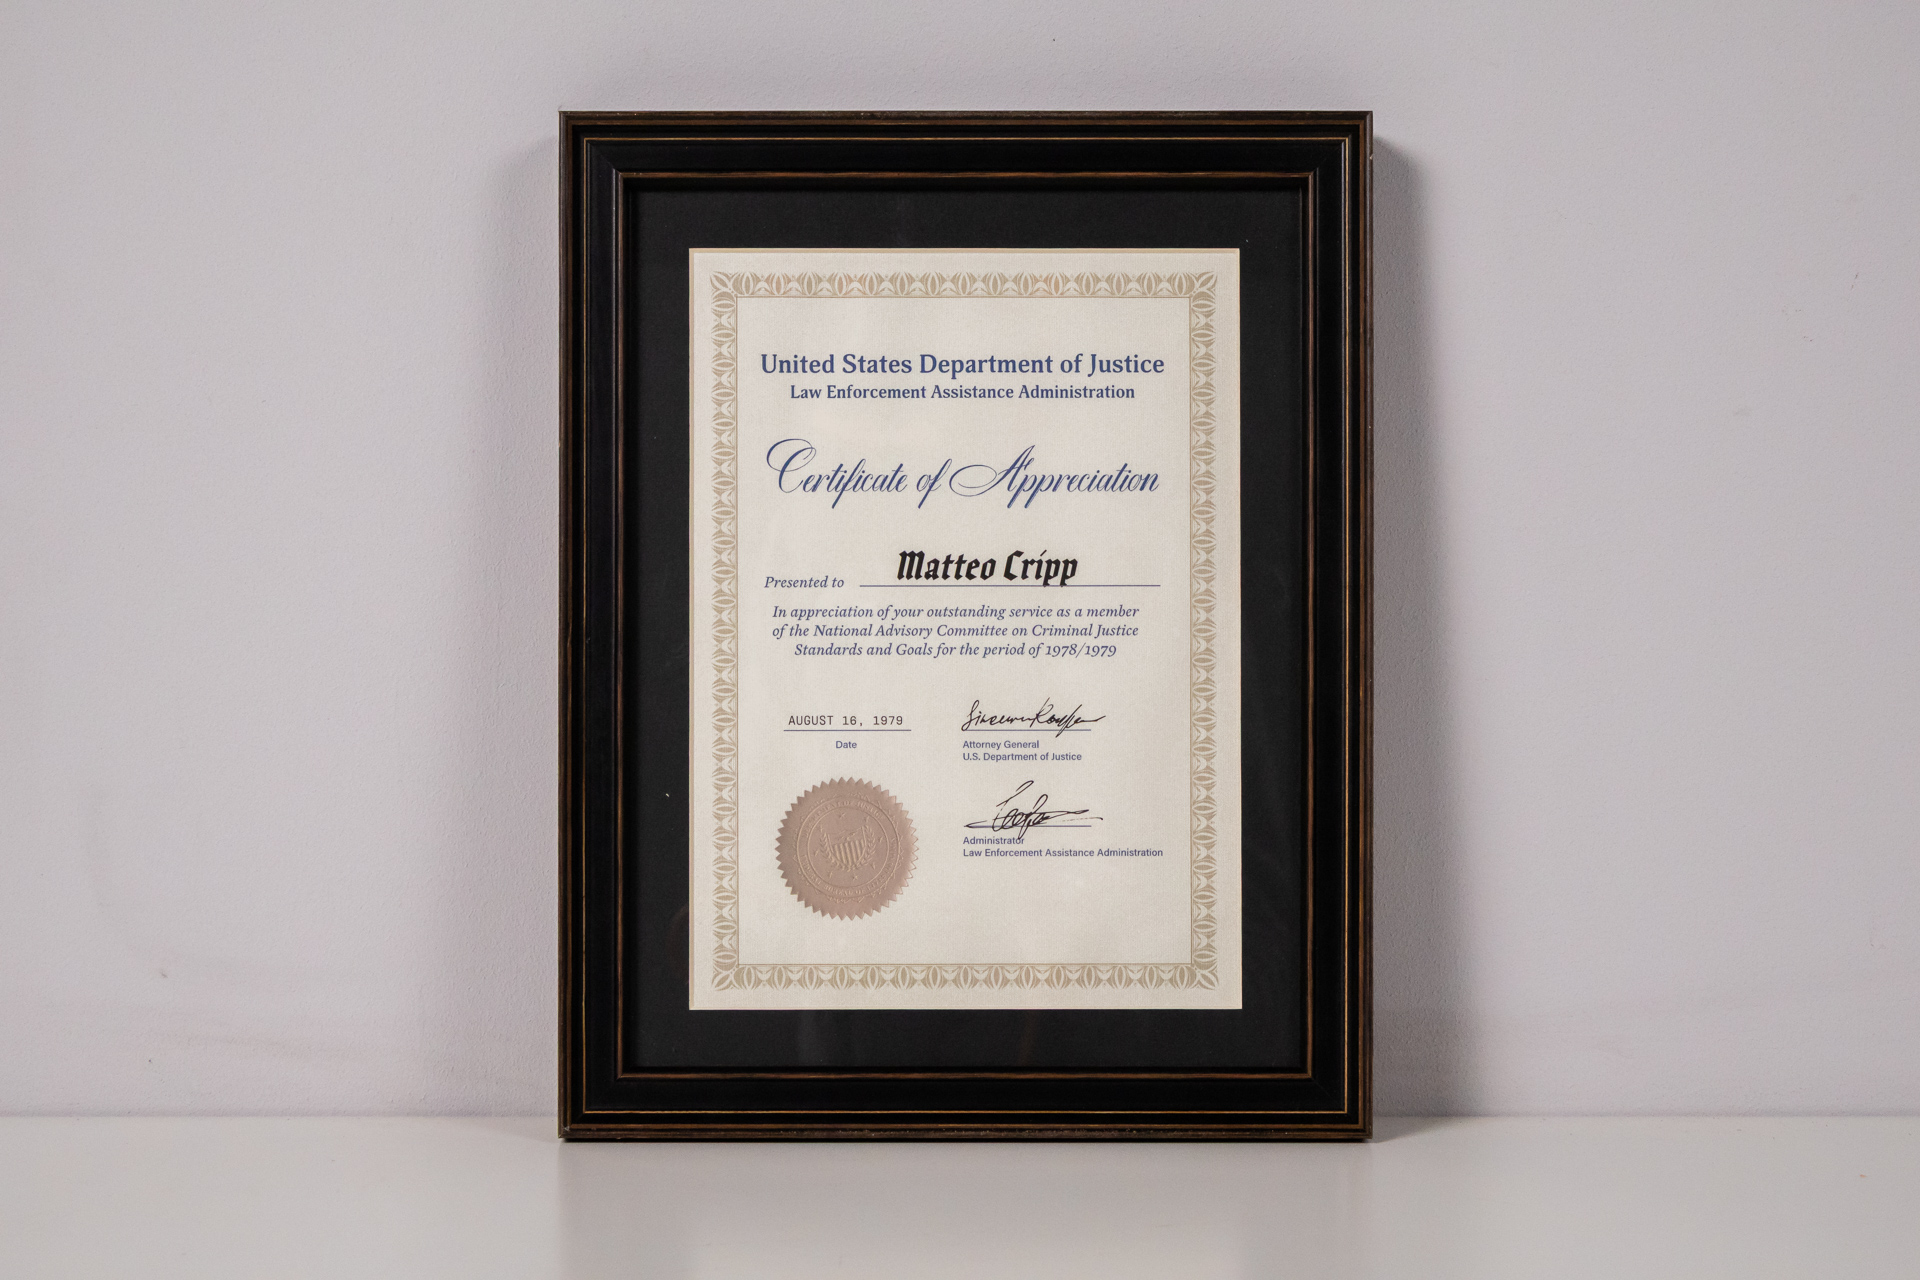 United States Department of Justice
Law Enforcement Assistance Administration
Certificate of Appreciation
Presented to Matteo Cripp
In appreciation of your outstanding service as a member
of the National Advisory Committee on Criminal Justice
Standards and Goals for the period of 1978/1979
AUGUST 16, 1979
Date
Attorney General
U.S. Department of Justice
Administrator
Law Enforcement Assistance Administration